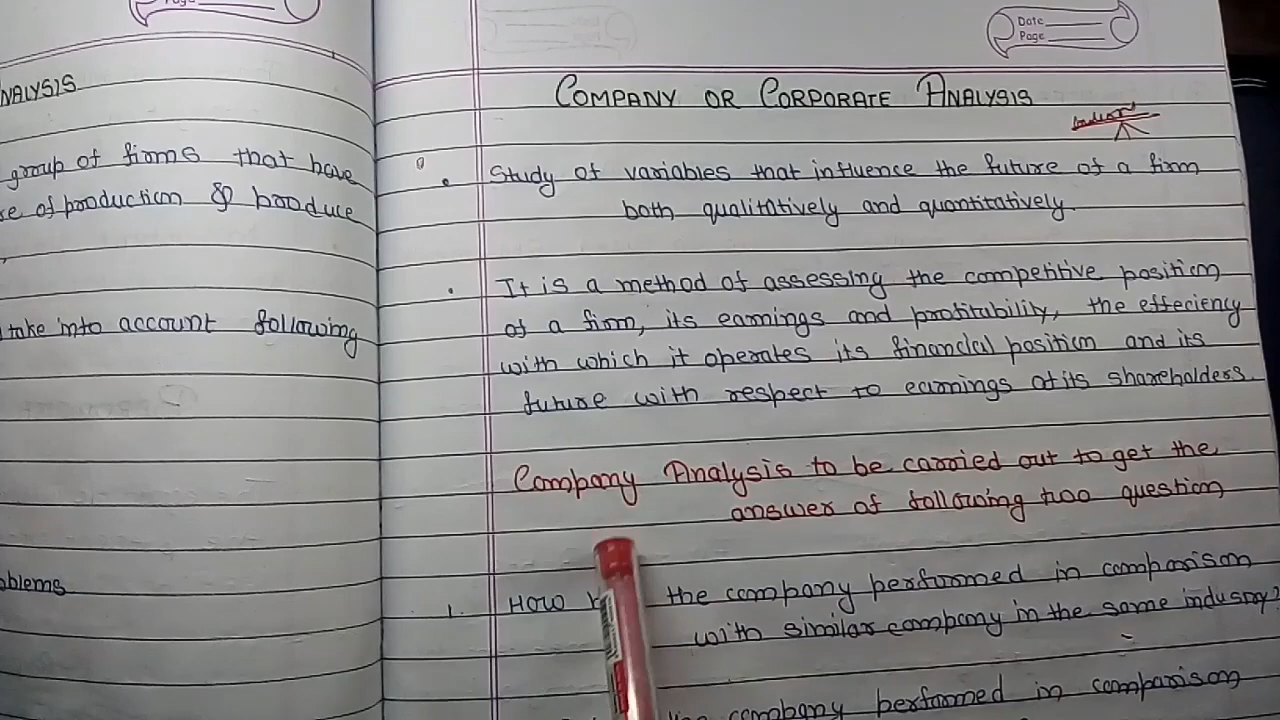 Page
NALYSIS
group of firms that have
re of production & produce
take into account following
oblems
Date
Page
COMPANY OR CORPORATE ANALYSIS
Study of variables that influence the future of a firm
both qualitatively and quantitatively.
It is a method of assessing the competitive position
of a firm, its earnings and profitability, the effeciency
with which it operates its financial position and its
future with respect to earnings of its shareholders.
Company Analysis to be carried out to get the
answer of following two question
1. How the company performed in comparison
with similar company in the same industry?
company performed in comparison